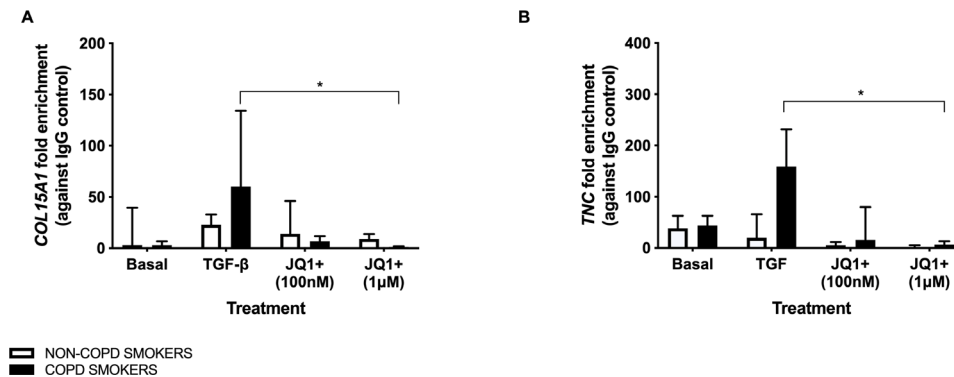 A
COL15A1 fold enrichment
(against IgG control)
200
150
100
50
0
*
Basal
TGF-β
JQ1+
(100nM)
JQ1+
(1µM)
Treatment
B
TNC fold enrichment
(against IgG control)
400
300
200
100
0
*
Basal
TGF
JQ1+
(100nM)
JQ1+
(1µM)
Treatment
NON-COPD SMOKERS
COPD SMOKERS